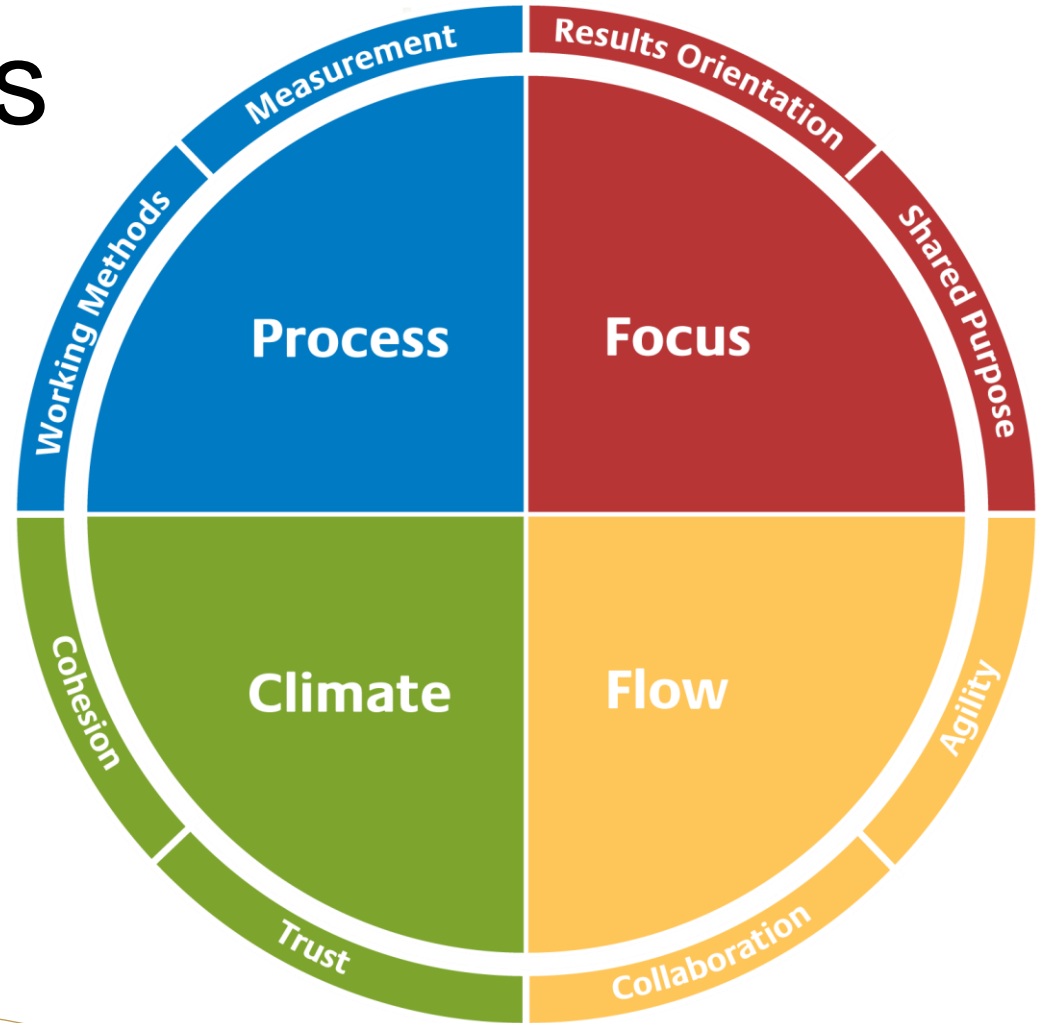 s
Measurement
Results Orientation
Working Methods
Shared Purpose
Process
Focus
Climate
Flow
Cohesion
Agility
Trust
Collaboration